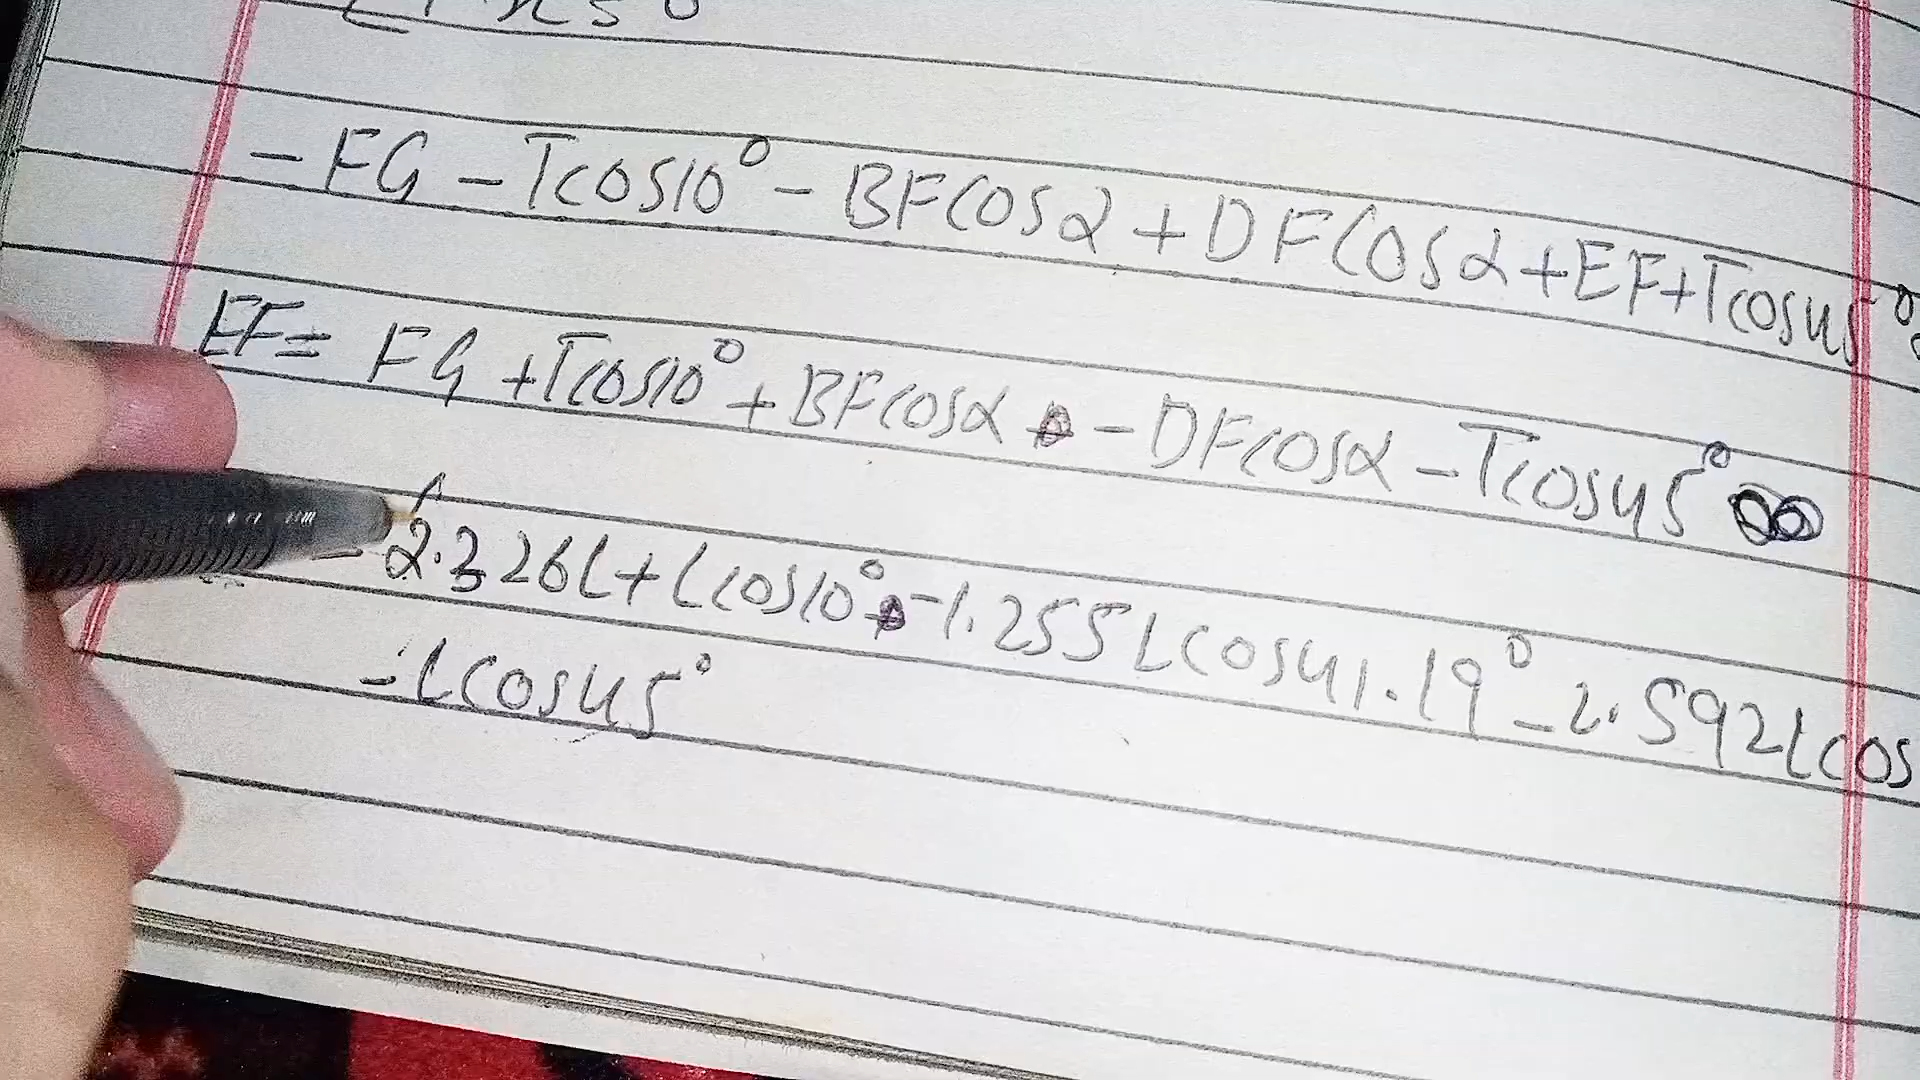 - FG - Tcos10° - BFcosα + DFcosα + EF + Tcos45°
EF = FG + Tcos10° + BFcosα - DFcosα - Tcos45°
= 2.326L + Lcos10° - 1.255Lcos41.19° - 2.592Lcos
- Lcos45°